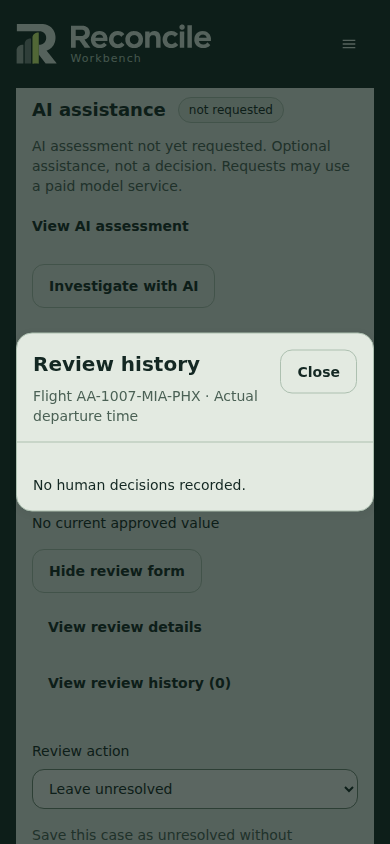 Reconcile
Workbench
AI assistance
not requested
AI assessment not yet requested. Optional
assistance, not a decision. Requests may use
a paid model service.
View AI assessment
Investigate with AI
Review history
Close
Flight AA-1007-MIA-PHX · Actual
departure time
No human decisions recorded.
No current approved value
Hide review form
View review details
View review history (0)
Review action
Leave unresolved
Save this case as unresolved without